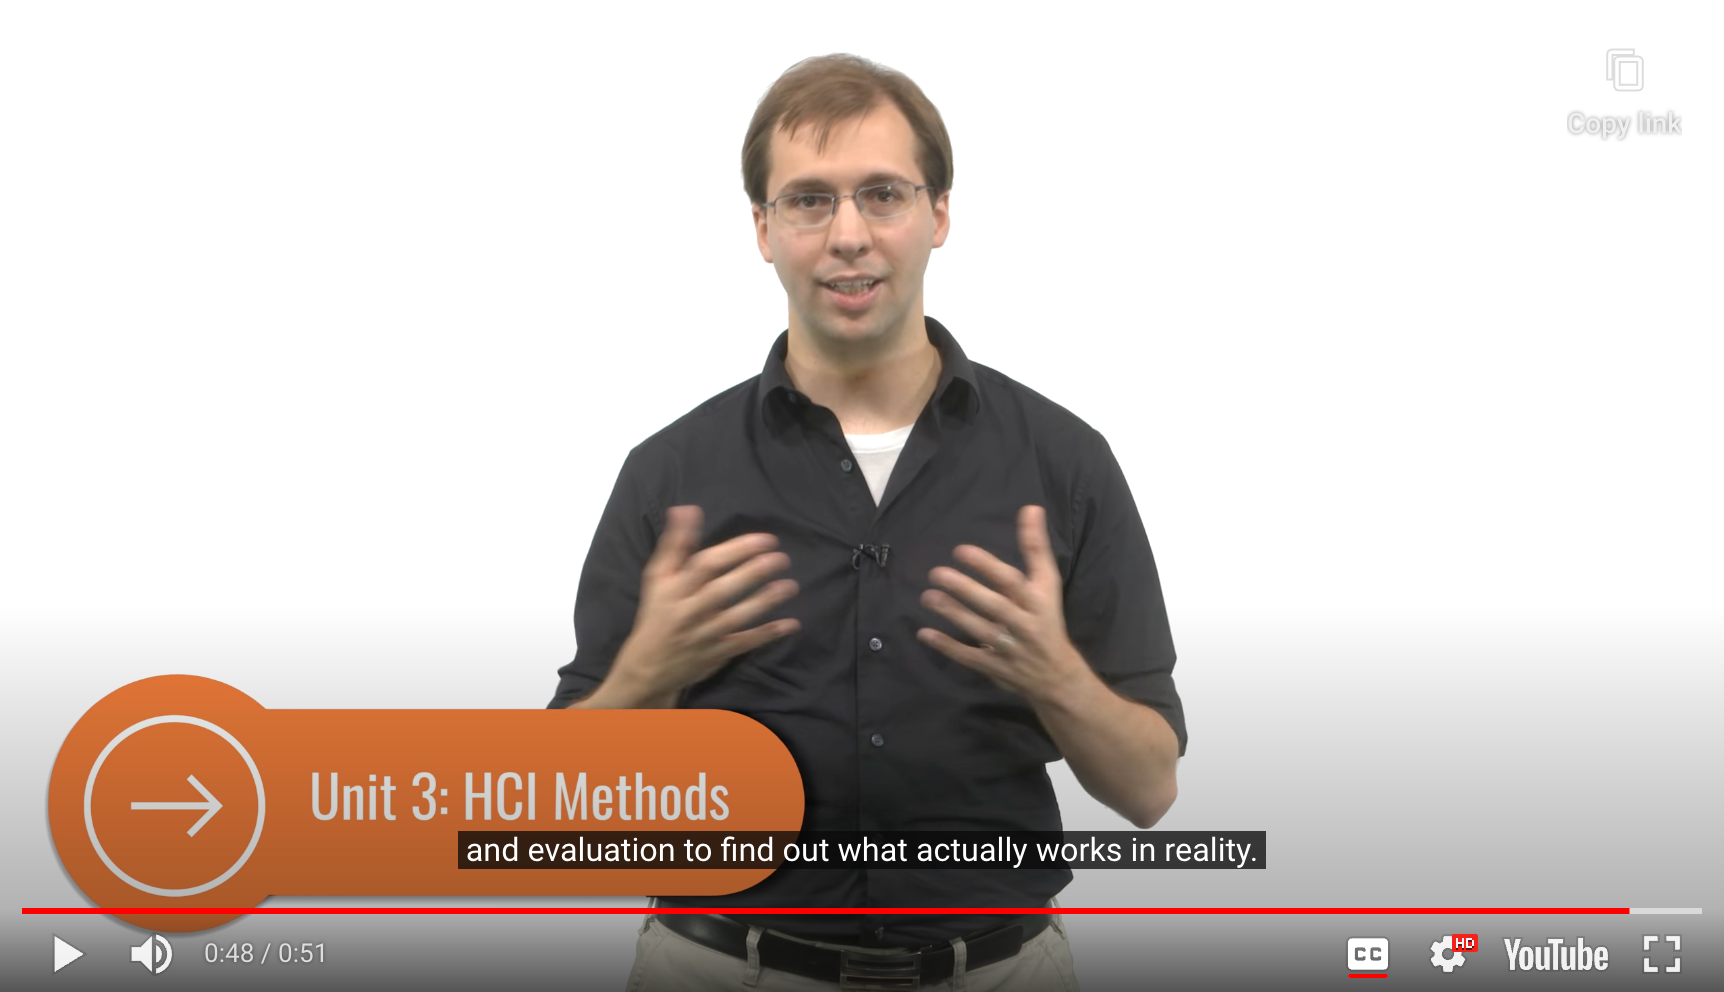 Copy link
Unit 3: HCI Methods
and evaluation to find out what actually works in reality.
0:48 / 0:51
CC
HD
YouTube